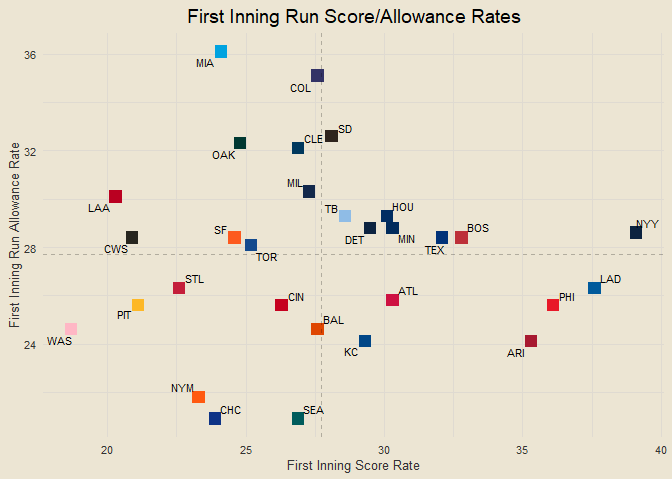 First Inning Run Score/Allowance Rates
36
MIA
COL
32
OAK
CLE
SD
MIL
LAA
TB
HOU
NYY
SF
DET
MIN
BOS
28
CWS
TOR
TEX
STL
LAD
PIT
CIN
ATL
PHI
WAS
BAL
KC
ARI
24
NYM
CHC
SEA
20
25
30
35
40
First Inning Score Rate
First Inning Run Allowance Rate